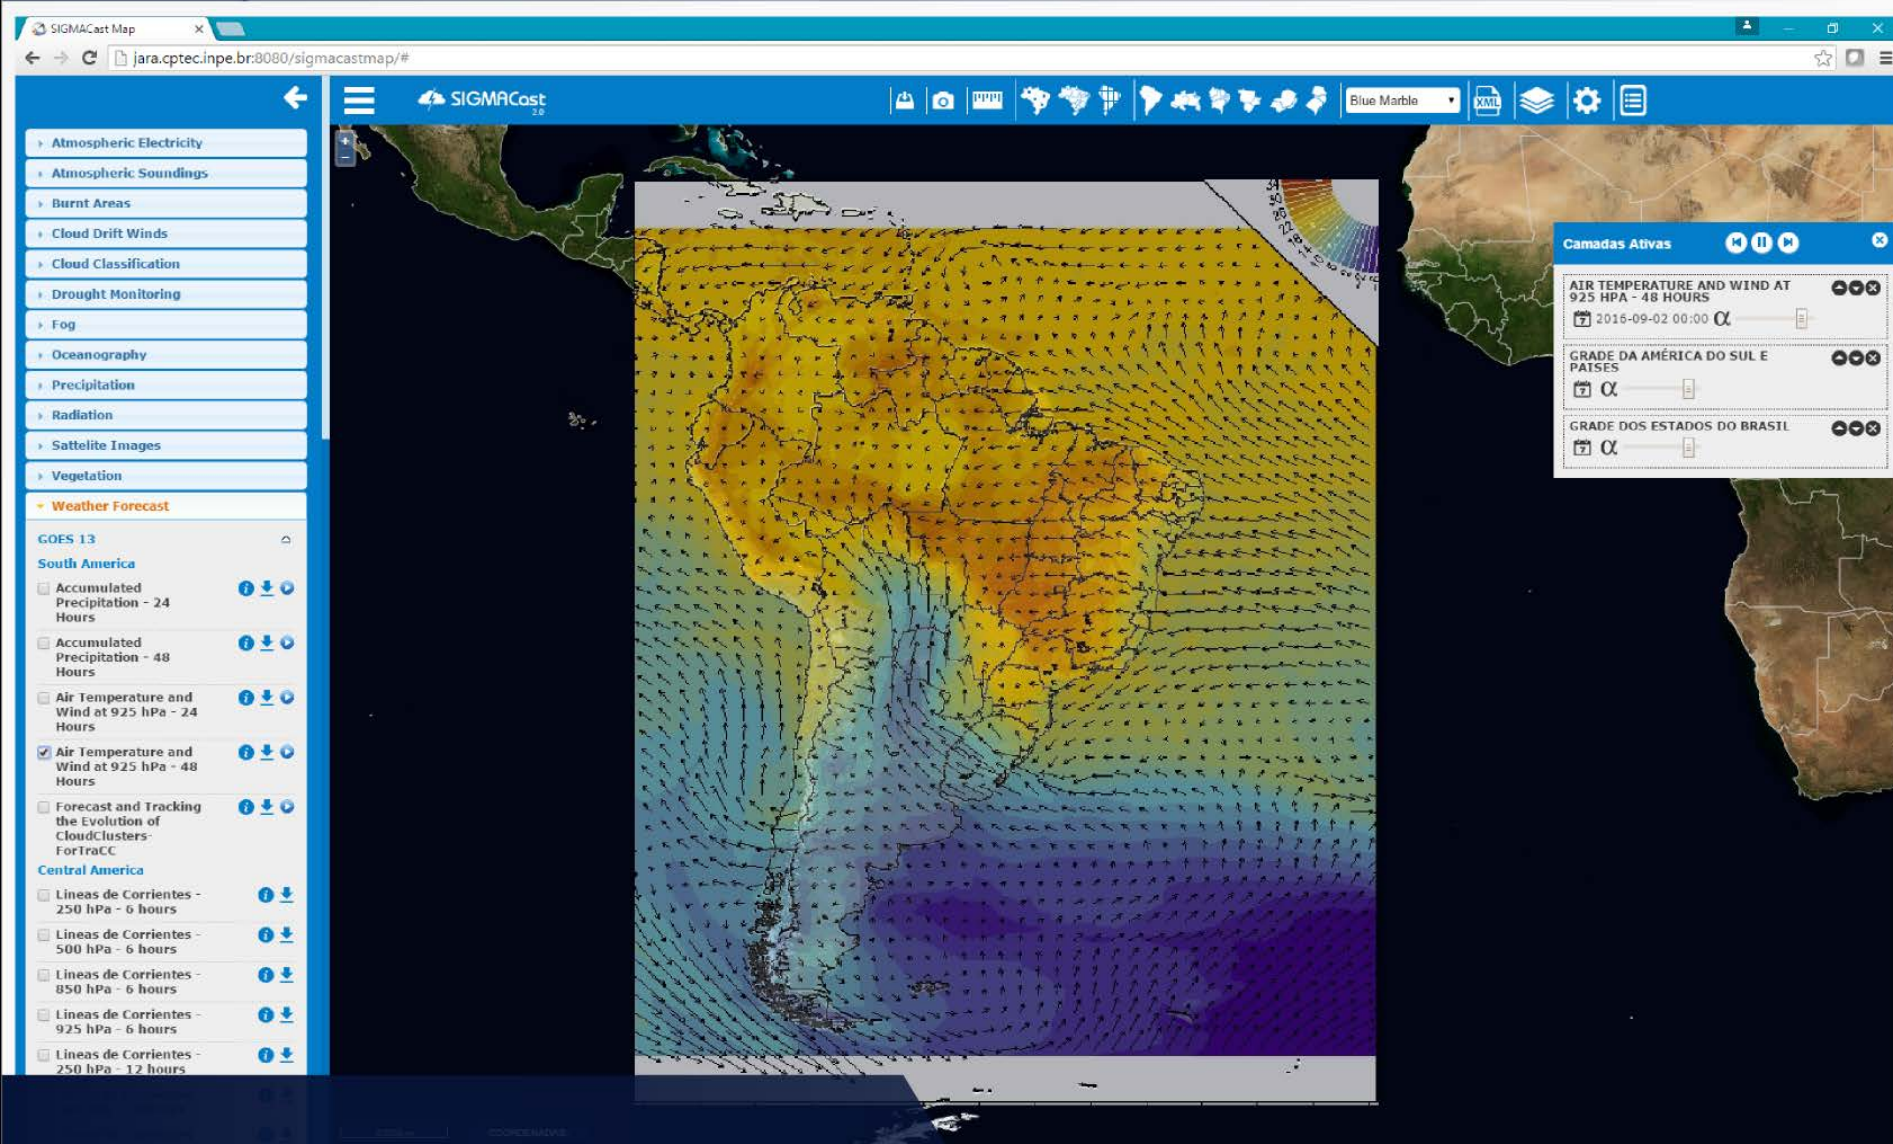 SIGMACast Map
jara.cptec.inpe.br:8080/sigmacastmap/#
SIGMACast
2.0
Blue Marble
XML
Atmospheric Electricity
Atmospheric Soundings
Burnt Areas
Cloud Drift Winds
Cloud Classification
Drought Monitoring
Fog
Oceanography
Precipitation
Radiation
Sattelite Images
Vegetation
Weather Forecast
GOES 13
South America
Accumulated
Precipitation - 24
Hours
Accumulated
Precipitation - 48
Hours
Air Temperature and
Wind at 925 hPa - 24
Hours
Air Temperature and
Wind at 925 hPa - 48
Hours
Forecast and Tracking
the Evolution of
CloudClusters-
ForTraCC
Central America
Lineas de Corrientes -
250 hPa - 6 hours
Lineas de Corrientes -
500 hPa - 6 hours
Lineas de Corrientes -
850 hPa - 6 hours
Lineas de Corrientes -
925 hPa - 6 hours
Lineas de Corrientes -
250 hPa - 12 hours
Camadas Ativas
AIR TEMPERATURE AND WIND AT
925 HPA - 48 HOURS
7 2016-09-02 00:00 α
GRADE DA AMÉRICA DO SUL E
PAISES
7 α
GRADE DOS ESTADOS DO BRASIL
7 α